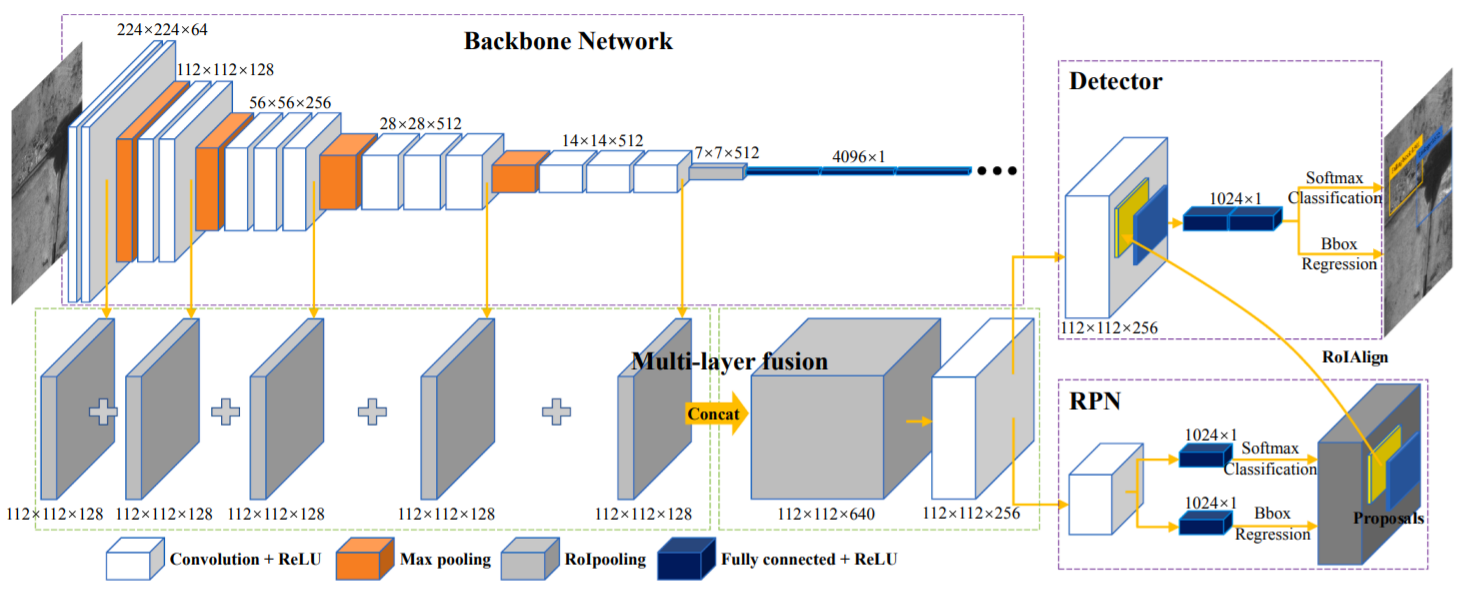 Backbone Network
224×224×64
112×112×128
56×56×256
28×28×512
14×14×512
7×7×512
4096×1
Detector
1024×1
Softmax
Classification
Bbox
Regression
112×112×256
RoIAlign
Multi-layer fusion
Concat
112×112×128
112×112×128
112×112×128
112×112×128
112×112×128
112×112×640
112×112×256
RPN
1024×1
Softmax
Classification
1024×1
Bbox
Regression
Proposals
Convolution + ReLU
Max pooling
RoIpooling
Fully connected + ReLU